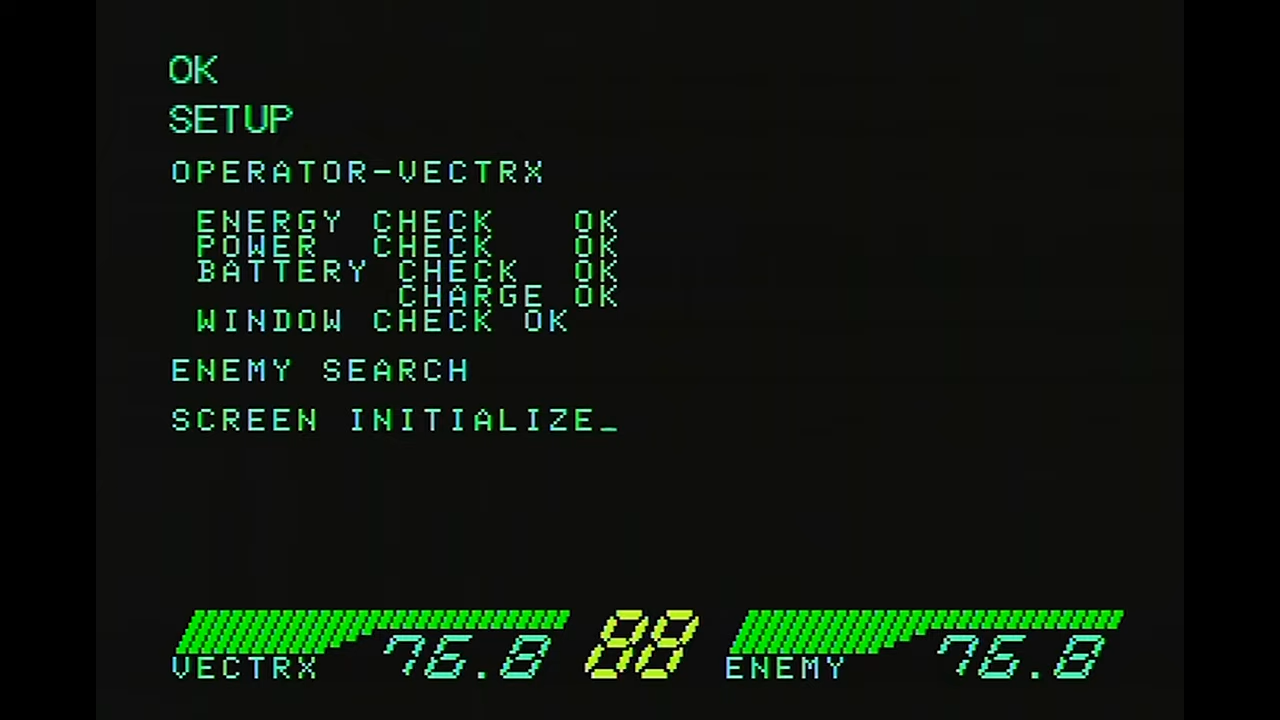 OK
SETUP
OPERATOR-VECTRX
ENERGY CHECK OK
POWER CHECK OK
BATTERY CHECK OK
CHARGE OK
WINDOW CHECK OK
ENEMY SEARCH
SCREEN INITIALIZE_
VECTRX 76.8 88 ENEMY 76.8